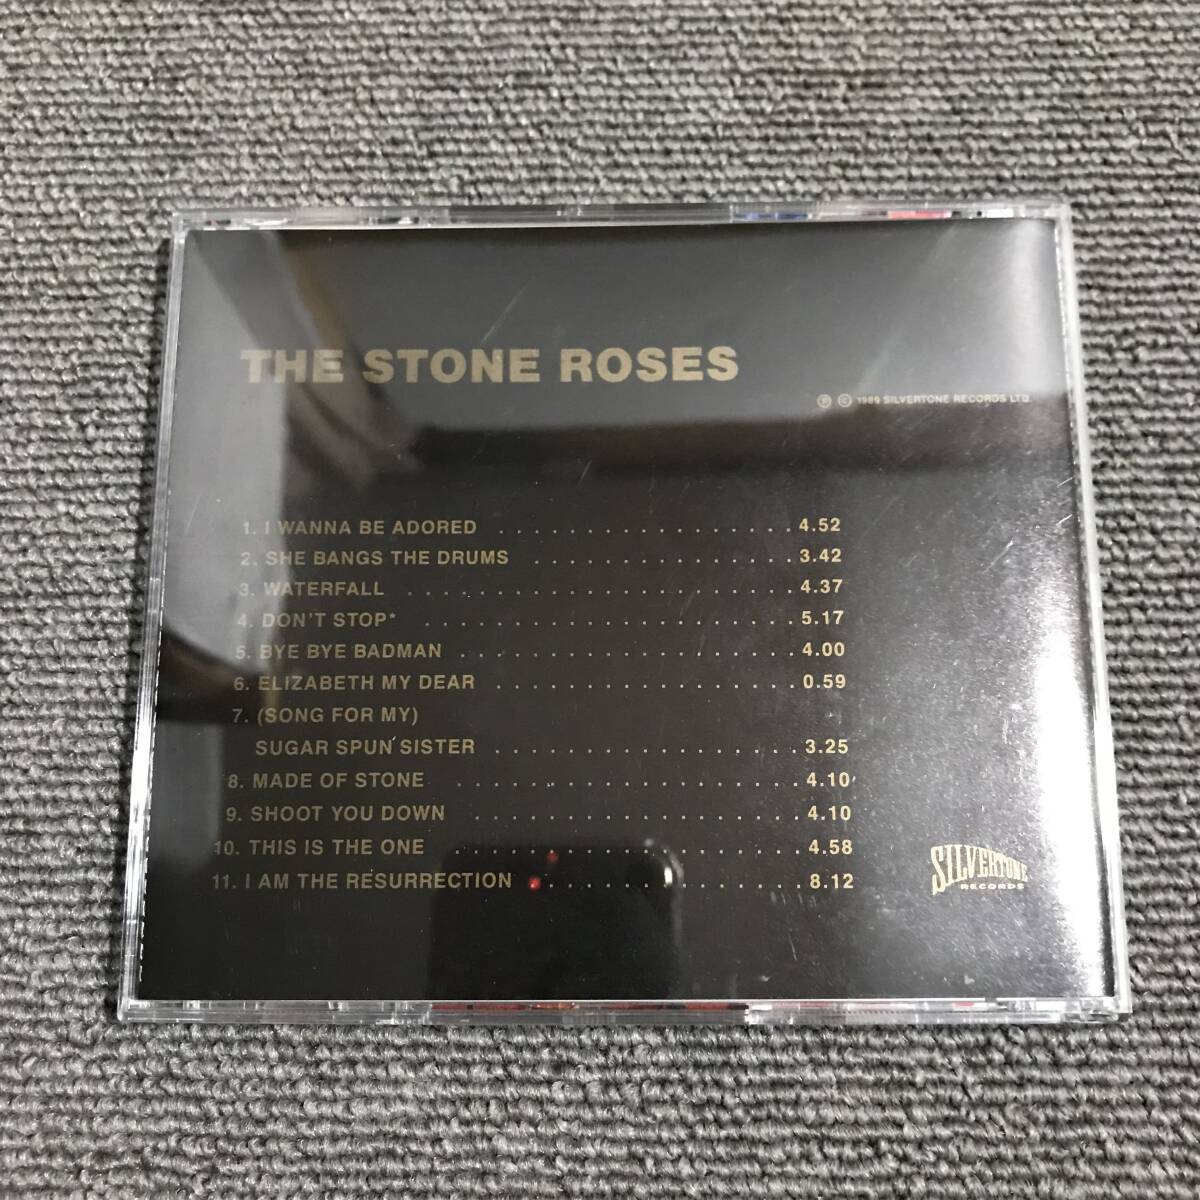 THE STONE ROSES
Ⓟ © 1989 SILVERTONE RECORDS LTD.
1. I WANNA BE ADORED . . . . . . . . . . . . . . . . . 4.52
2. SHE BANGS THE DRUMS . . . . . . . . . . . . . . . 3.42
3. WATERFALL . . . . . . . . . . . . . . . . . . . . . . 4.37
4. DON'T STOP* . . . . . . . . . . . . . . . . . . . . . 5.17
5. BYE BYE BADMAN . . . . . . . . . . . . . . . . . . . 4.00
6. ELIZABETH MY DEAR . . . . . . . . . . . . . . . . . 0.59
7. (SONG FOR MY)
SUGAR SPUN SISTER . . . . . . . . . . . . . . . . . 3.25
8. MADE OF STONE . . . . . . . . . . . . . . . . . . . 4.10
9. SHOOT YOU DOWN . . . . . . . . . . . . . . . . . . 4.10
10. THIS IS THE ONE . . . . . . . . . . . . . . . . . . . 4.58
11. I AM THE RESURRECTION . . . . . . . . . . . . . . . 8.12
SILVERTONE
RECORDS